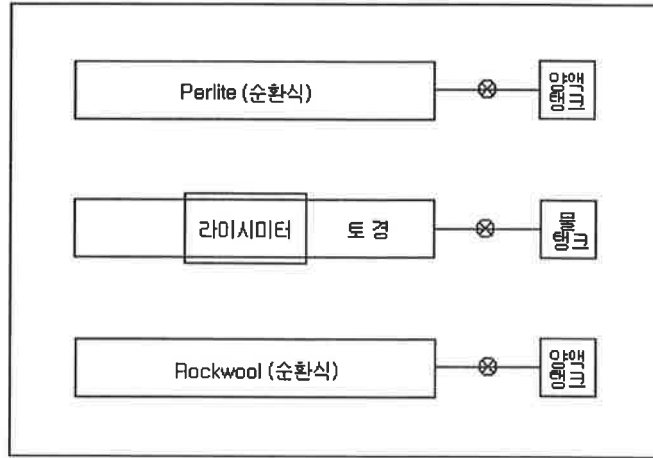 Perlite (순환식)
양액
탱크
라이시미터
토 경
물
탱크
Rockwool (순환식)
양액
탱크